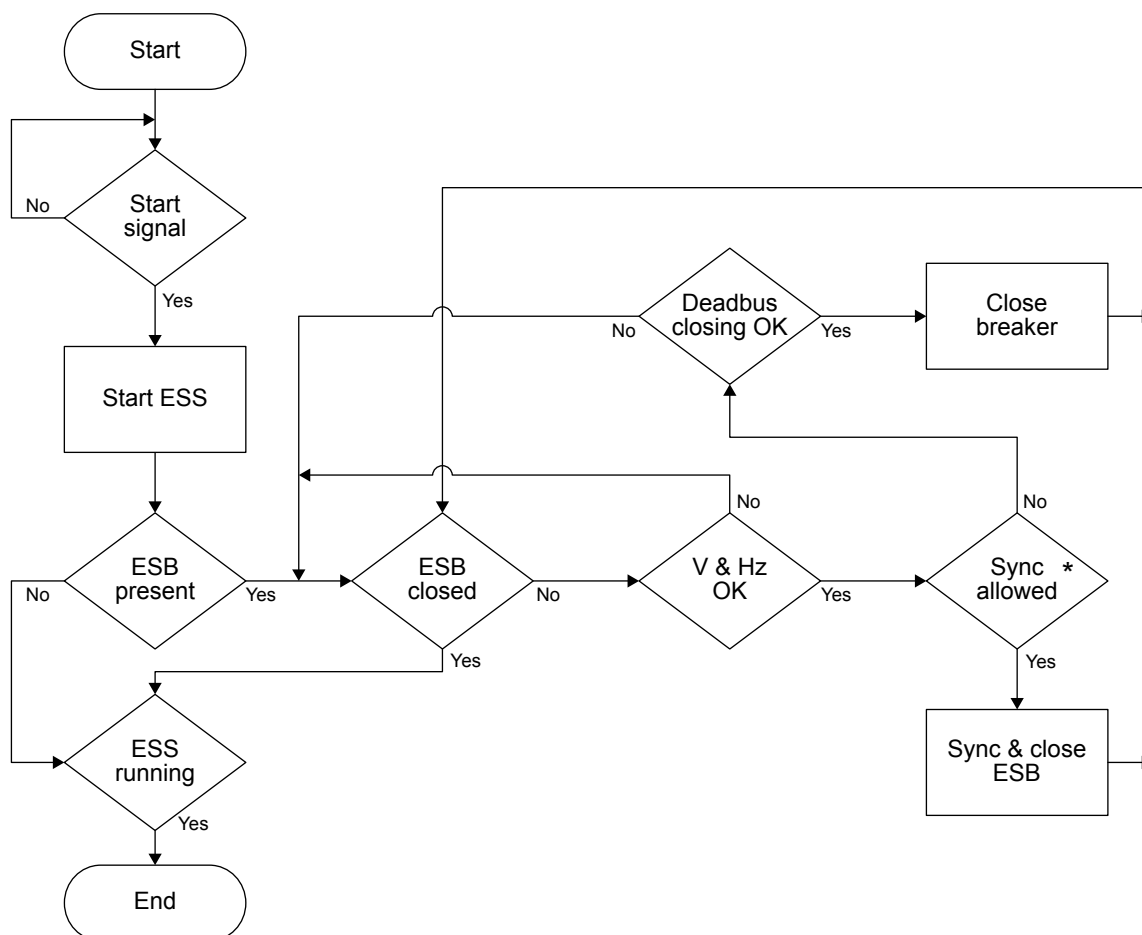 Start
Start
signal
No
Yes
Start ESS
ESB
present
No
Yes
ESB
closed
No
Yes
V & Hz
OK
No
Yes
Sync *
allowed
No
Yes
Deadbus
closing OK
No
Yes
Close
breaker
Sync & close
ESB
ESS
running
Yes
End